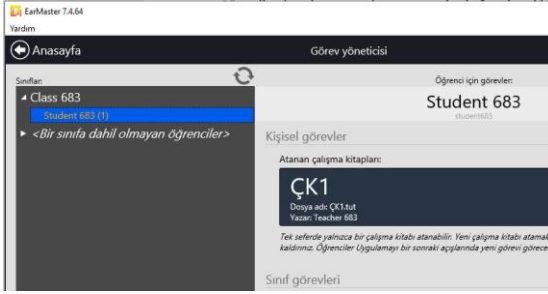 EarMaster 7.4.64
Yardım
Anasayfa
Görev yöneticisi
Sınıflar:
Class 683
Student 683 (1)
<Bir sınıfa dahil olmayan öğrenciler>
Öğrenci için görevler:
Student 683
student683
Kişisel görevler
Atanan çalışma kitapları:
ÇK1
Dosya adı: ÇK1.tut
Yazar: Teacher 683
Tek seferde yalnızca bir çalışma kitabı atanabilir. Yeni çalışma kitabı atamak
kaldırınız. Öğrenciler Uygulamayı bir sonraki açışlarında yeni görevi görece
Sınıf görevleri